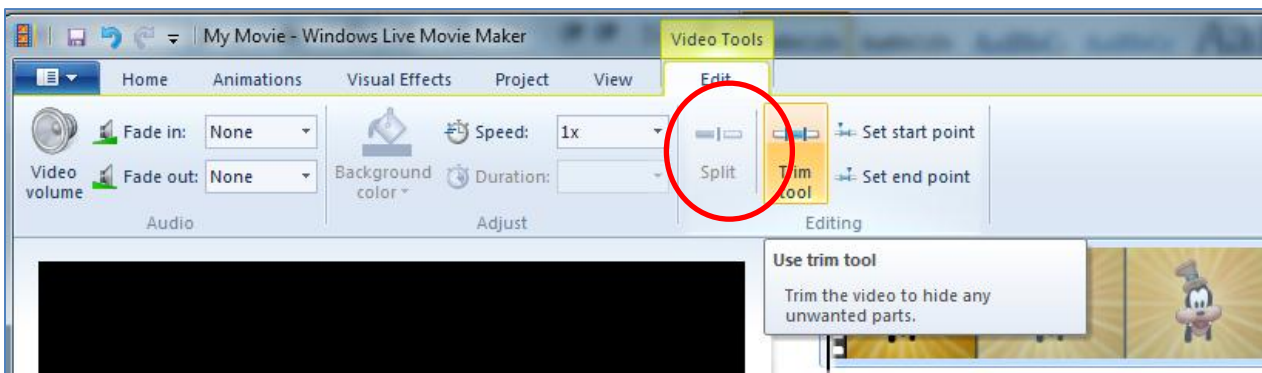 My Movie - Windows Live Movie Maker
Video Tools
Home Animations Visual Effects Project View Edit
Fade in: None
Speed: 1x
Set start point
Video volume
Fade out: None
Background color
Duration:
Split
Trim tool
Set end point
Audio
Adjust
Editing
Use trim tool
Trim the video to hide any
unwanted parts.